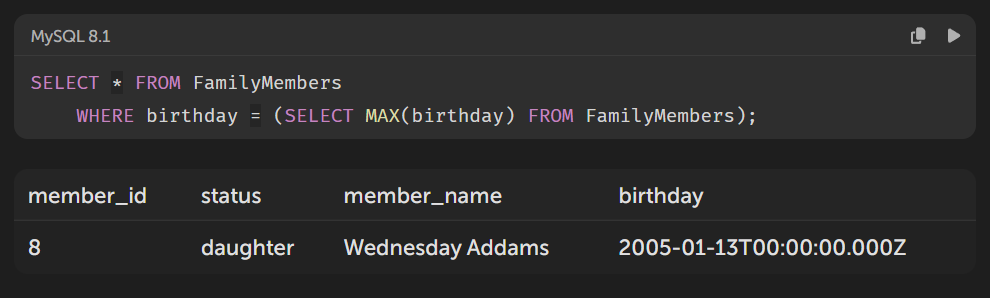 MySQL 8.1
SELECT * FROM FamilyMembers
WHERE birthday = (SELECT MAX(birthday) FROM FamilyMembers);
member_id status member_name birthday
8 daughter Wednesday Addams 2005-01-13T00:00:00.000Z